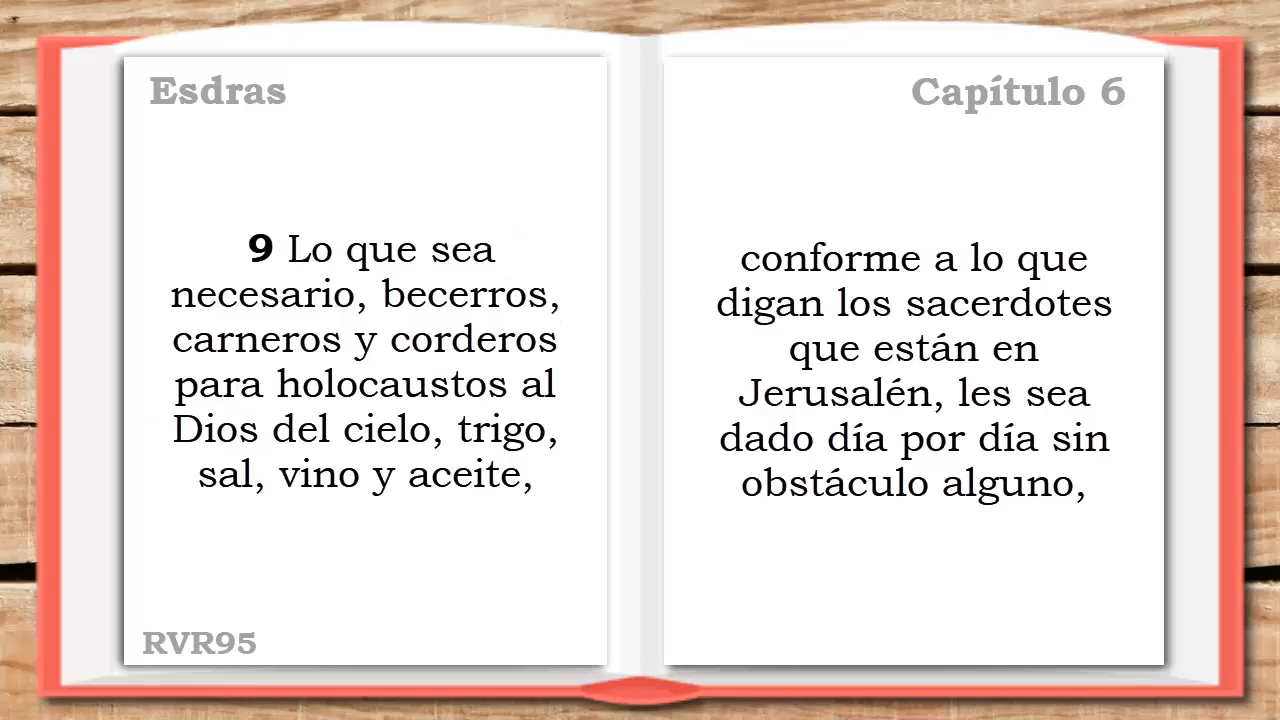 Esdras
9 Lo que sea
necesario, becerros,
carneros y corderos
para holocaustos al
Dios del cielo, trigo,
sal, vino y aceite,
RVR95
Capítulo 6
conforme a lo que
digan los sacerdotes
que están en
Jerusalén, les sea
dado día por día sin
obstáculo alguno,